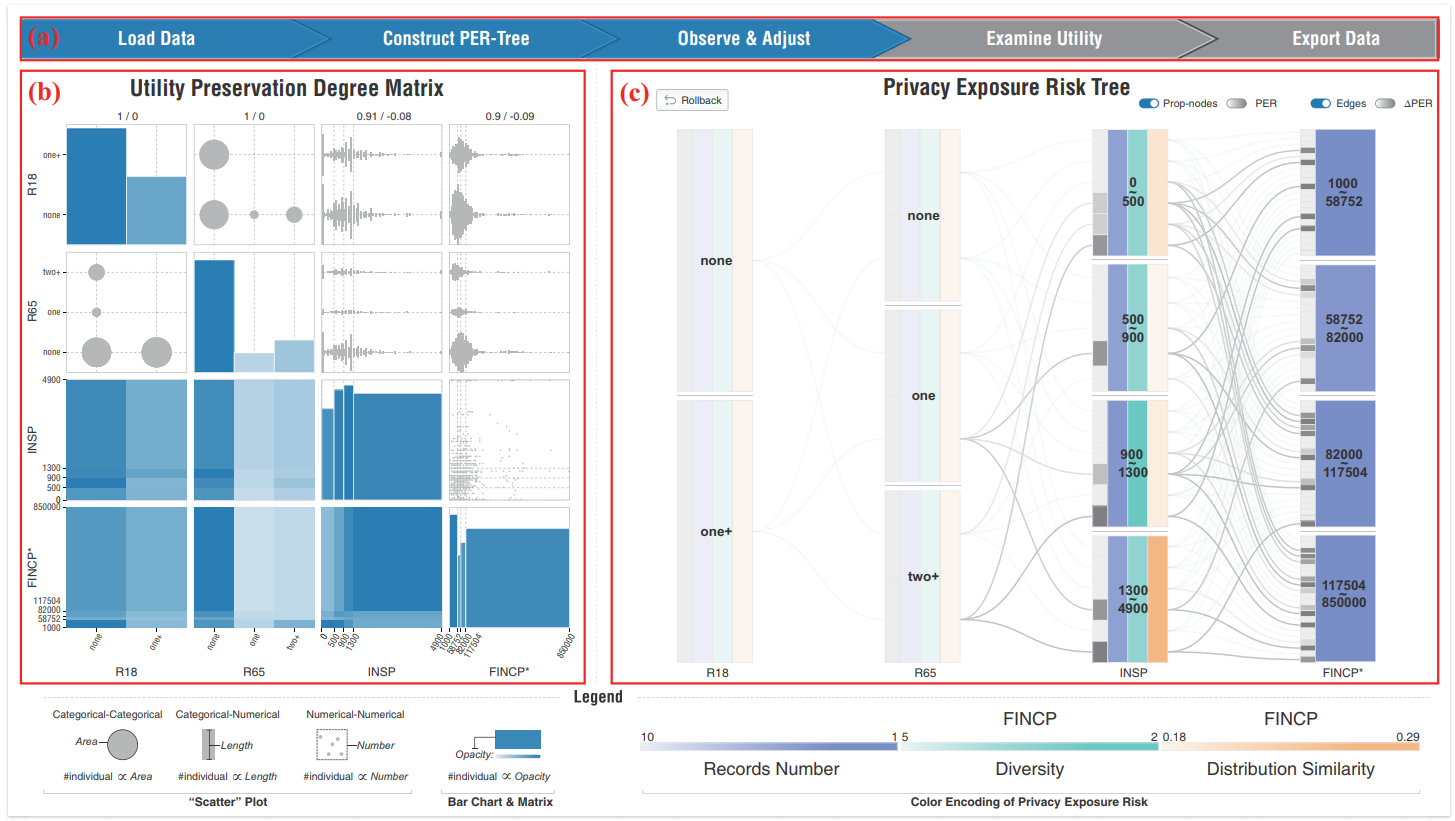 (a)
Load Data
Construct PER-Tree
Observe & Adjust
Examine Utility
Export Data
(b)
Utility Preservation Degree Matrix
1 / 0
1 / 0
0.91 / -0.08
0.9 / -0.09
R18
one+
none
R65
two+
one
none
INSP
4900
1300
900
500
0
FINCP*
850000
117504
82000
58752
1000
none
one+
none
one
two+
0
500
900
1300
4900
1000
58752
82000
117504
850000
R18
R65
INSP
FINCP*
(c)
Rollback
Privacy Exposure Risk Tree
Prop-nodes
PER
Edges
ΔPER
none
one+
R18
none
one
two+
R65
0
~
500
500
~
900
900
~
1300
1300
~
4900
INSP
1000
~
58752
58752
~
82000
82000
~
117504
117504
~
850000
FINCP*
Legend
Categorical-Categorical
Categorical-Numerical
Numerical-Numerical
Area
Length
Number
Opacity:
#individual ∝ Area
#individual ∝ Length
#individual ∝ Number
#individual ∝ Opacity
"Scatter" Plot
Bar Chart & Matrix
FINCP
FINCP
10
1
5
2
0.18
0.29
Records Number
Diversity
Distribution Similarity
Color Encoding of Privacy Exposure Risk